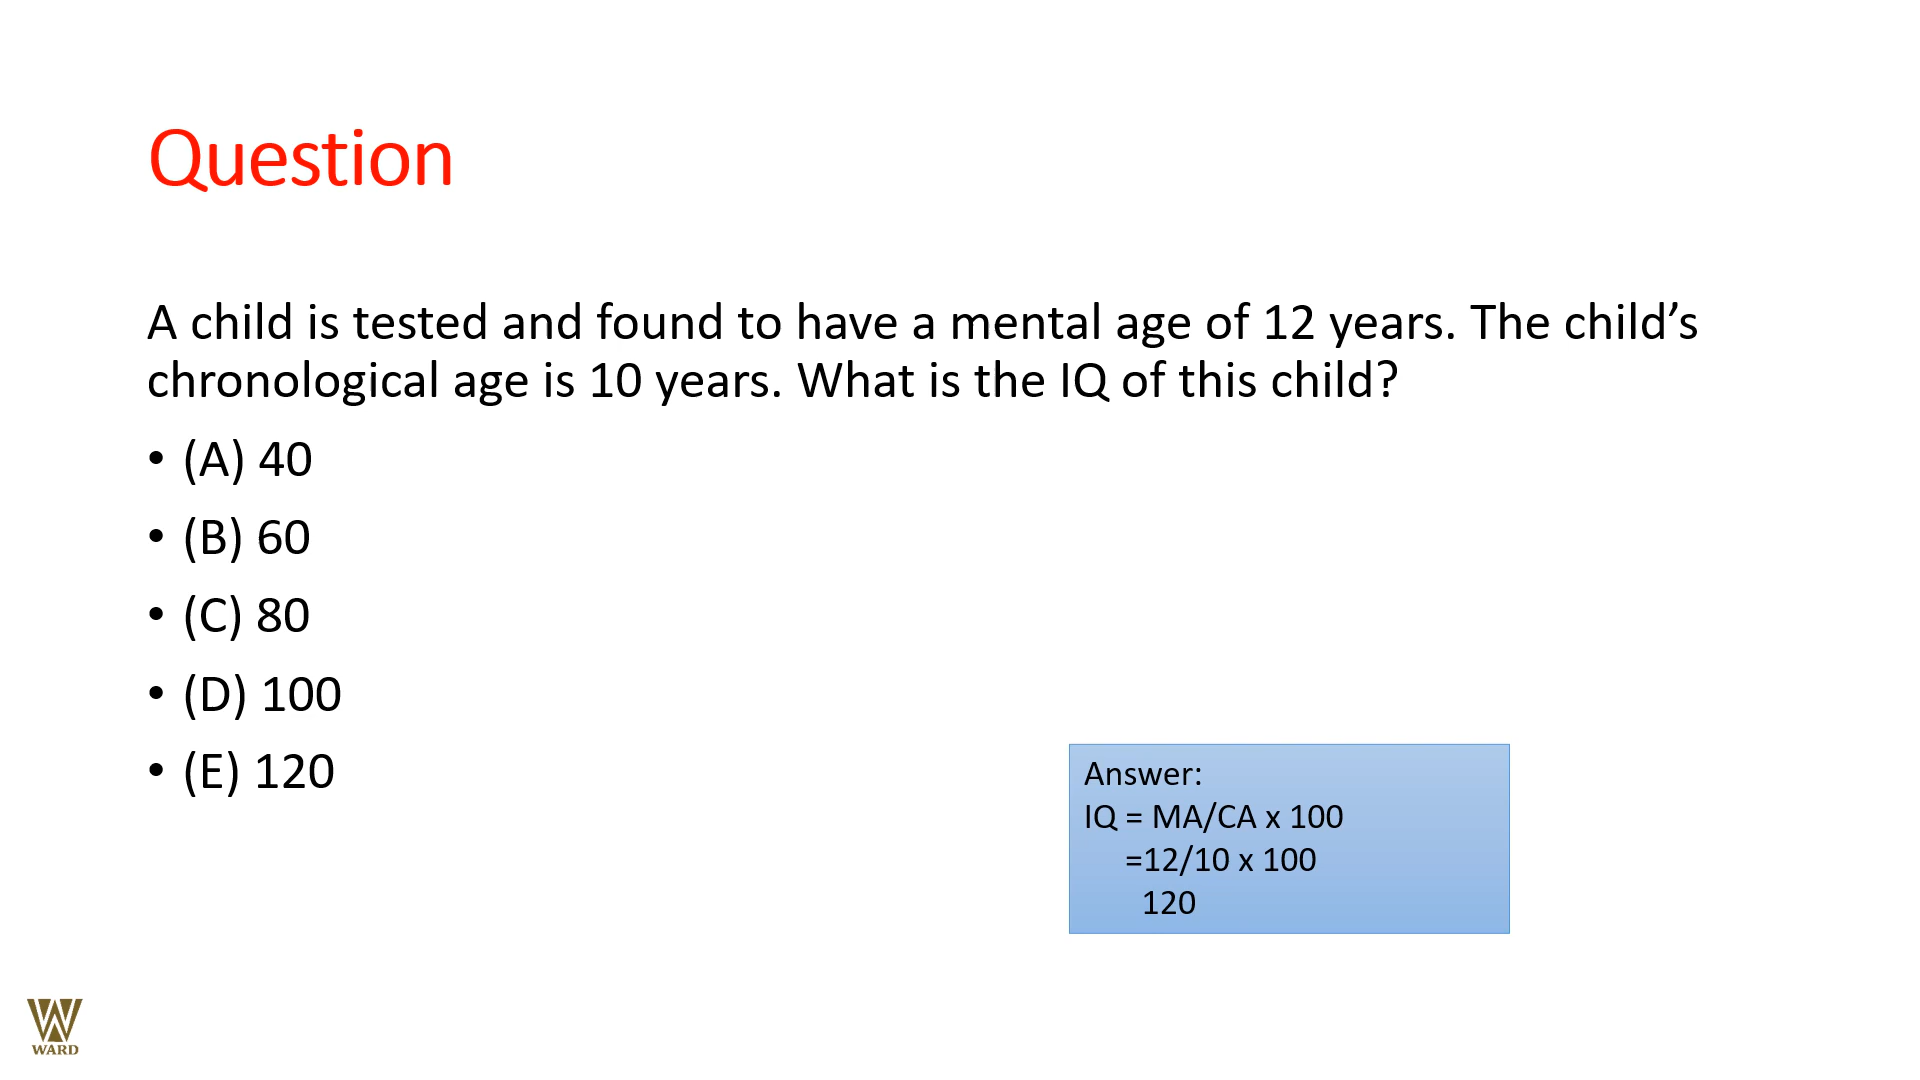 Question
A child is tested and found to have a mental age of 12 years. The child’s
chronological age is 10 years. What is the IQ of this child?
• (A) 40
• (B) 60
• (C) 80
• (D) 100
• (E) 120
Answer:
IQ = MA/CA x 100
=12/10 x 100
120
WARD